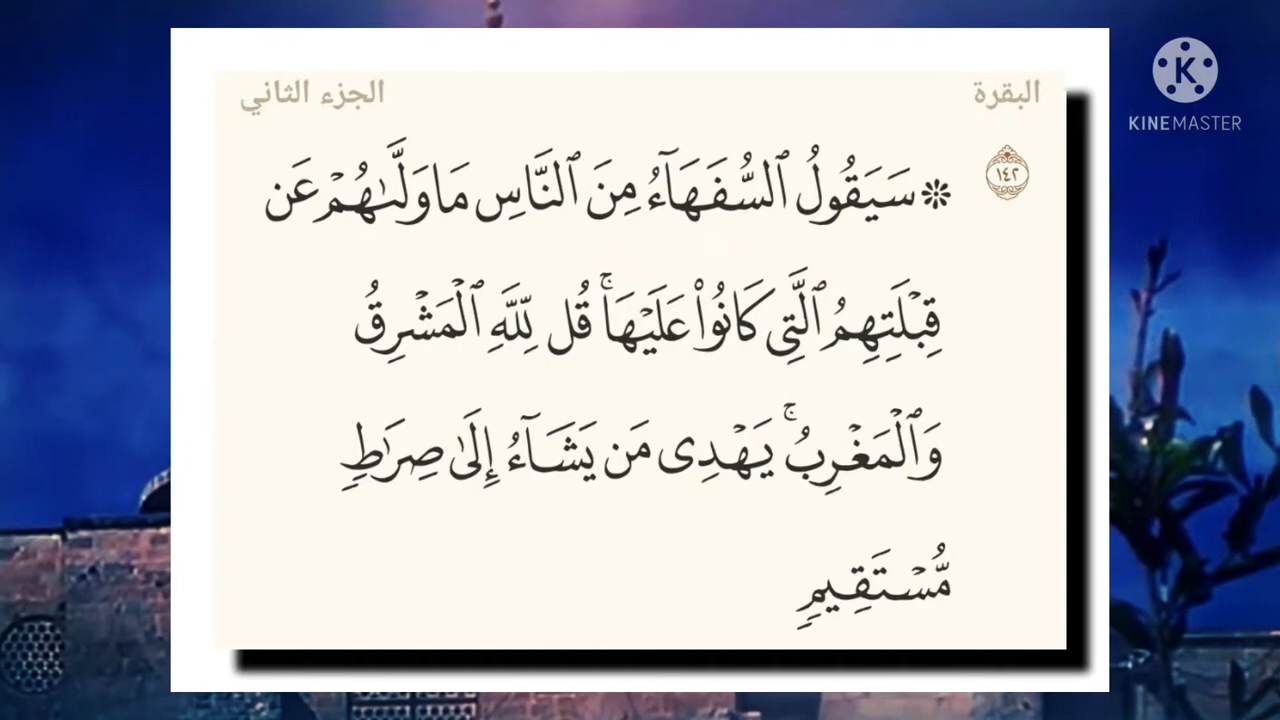 البقرة
الجزء الثاني
١٤٢
۞ سَيَقُولُ ٱلسُّفَهَآءُ مِنَ ٱلنَّاسِ مَا وَلَّىٰهُمۡ عَن
قِبۡلَتِهِمُ ٱلَّتِي كَانُواْ عَلَيۡهَاۚ قُل لِّلَّهِ ٱلۡمَشۡرِقُ
وَٱلۡمَغۡرِبُۚ يَهۡدِي مَن يَشَآءُ إِلَىٰ صِرَٰطٖ
مُّسۡتَقِيمٖ
KINEMASTER